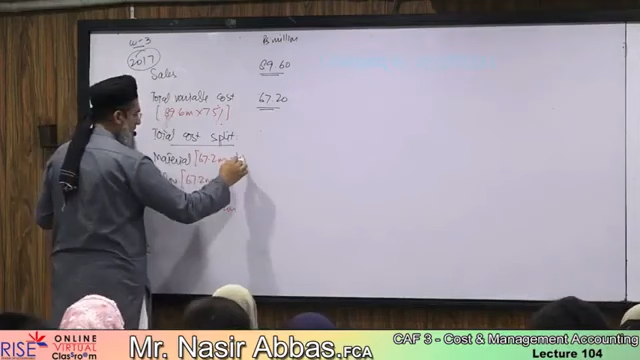 W-3
Rs million
2017
Sales 89.60
Total variable cost 67.20
[89.6m x 75%]
Total cost split
Material [67.2m
[67.2
RISE ONLINE VIRTUAL Classroom
Mr. Nasir Abbas.FCA
CAF 3 - Cost & Management Accounting
Lecture 104